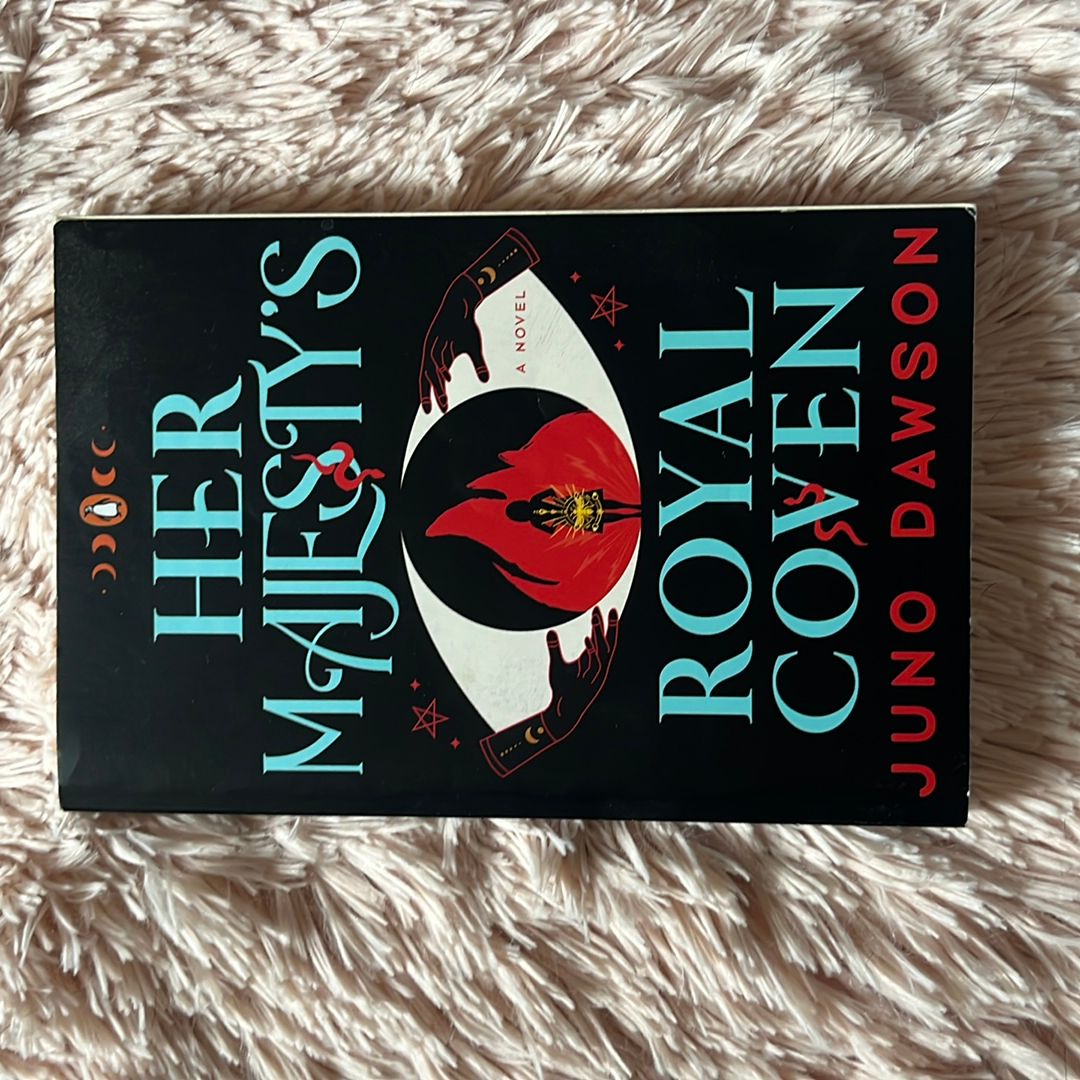 HER
MAJESTY'S
A NOVEL
ROYAL
COVEN
JUNO DAWSON